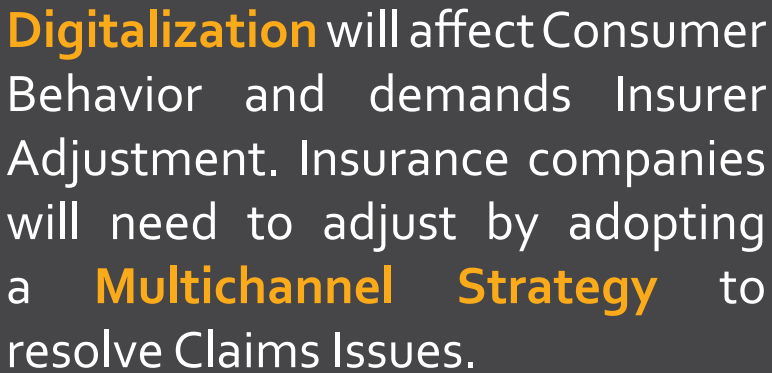 Digitalization will affect Consumer
Behavior and demands Insurer
Adjustment. Insurance companies
will need to adjust by adopting
a Multichannel Strategy to
resolve Claims Issues.